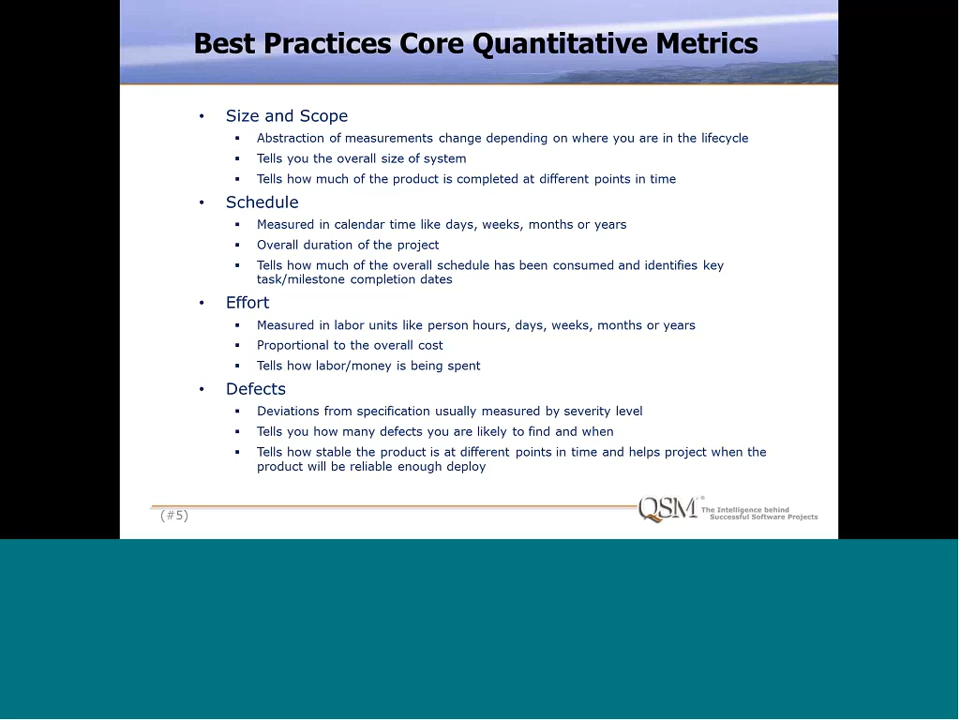 Best Practices Core Quantitative Metrics
• Size and Scope
▪ Abstraction of measurements change depending on where you are in the lifecycle
▪ Tells you the overall size of system
▪ Tells how much of the product is completed at different points in time
• Schedule
▪ Measured in calendar time like days, weeks, months or years
▪ Overall duration of the project
▪ Tells how much of the overall schedule has been consumed and identifies key
task/milestone completion dates
• Effort
▪ Measured in labor units like person hours, days, weeks, months or years
▪ Proportional to the overall cost
▪ Tells how labor/money is being spent
• Defects
▪ Deviations from specification usually measured by severity level
▪ Tells you how many defects you are likely to find and when
▪ Tells how stable the product is at different points in time and helps project when the
product will be reliable enough deploy
(#5)
QSM®
The Intelligence behind
Successful Software Projects